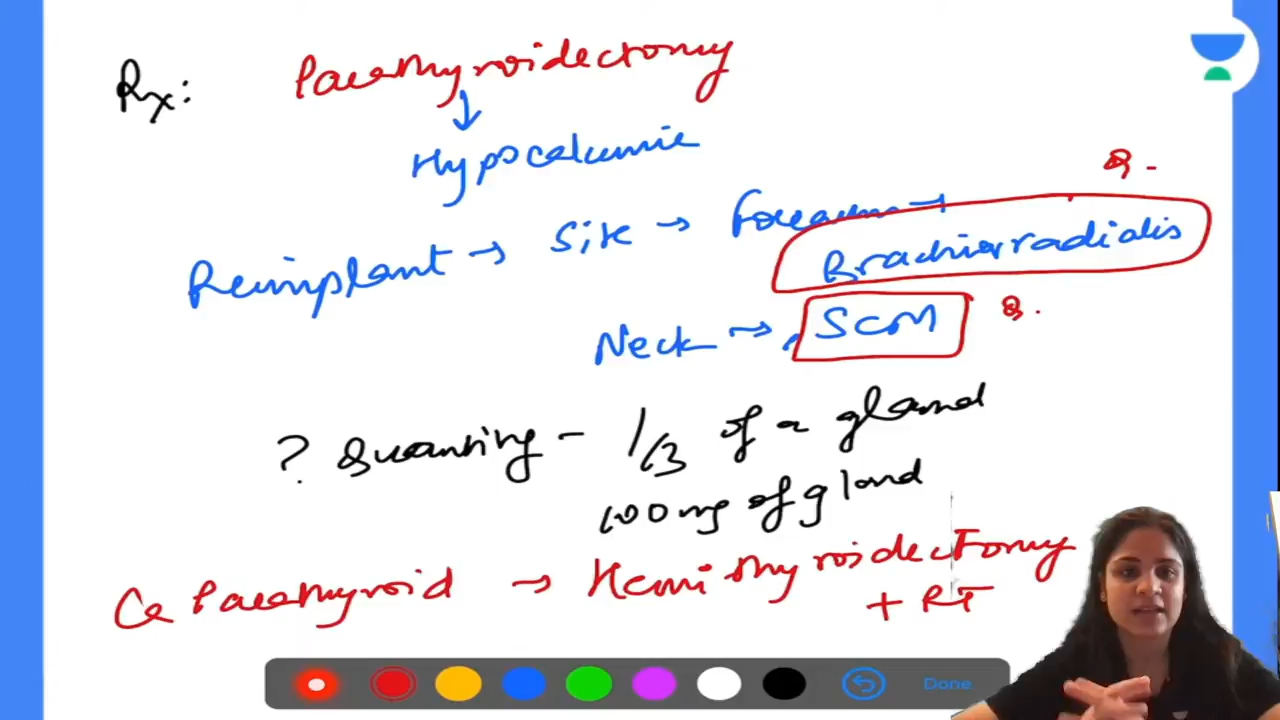 Rx: Parathyroidectomy
↓
Hypocalcemia
Q.
Reimplant → Site → Forearm →
Brachioradialis
Neck → SCM Q.
? Quantity - 1/3 of a gland
100mg of gland
Ca Parathyroid → Hemithyroidectomy
+ RT
Done